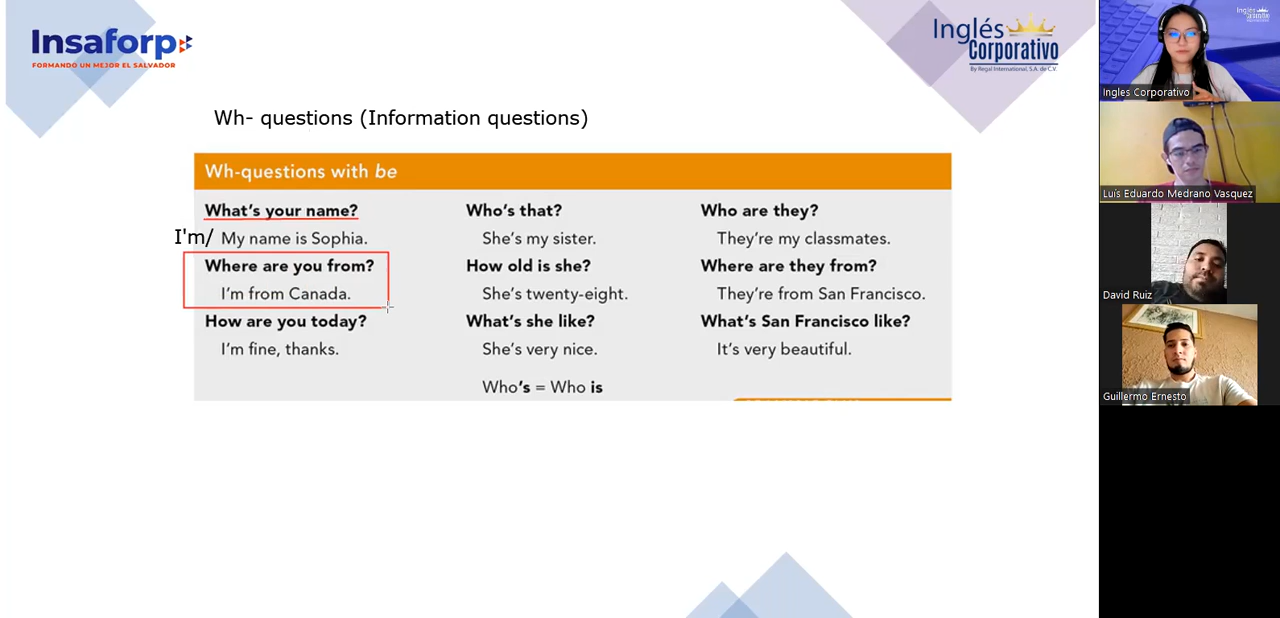 Insaforp
FORMANDO UN MEJOR EL SALVADOR
Inglés
Corporativo
By Regal International, S.A. de C.V.
Wh- questions (Information questions)
Wh-questions with be
What's your name?
I'm/ My name is Sophia.
Where are you from?
I'm from Canada.
How are you today?
I'm fine, thanks.
Who's that?
She's my sister.
How old is she?
She's twenty-eight.
What's she like?
She's very nice.
Who's = Who is
Who are they?
They're my classmates.
Where are they from?
They're from San Francisco.
What's San Francisco like?
It's very beautiful.
Ingles Corporativo
Luís Eduardo Medrano Vasquez
David Ruiz
Guillermo Ernesto